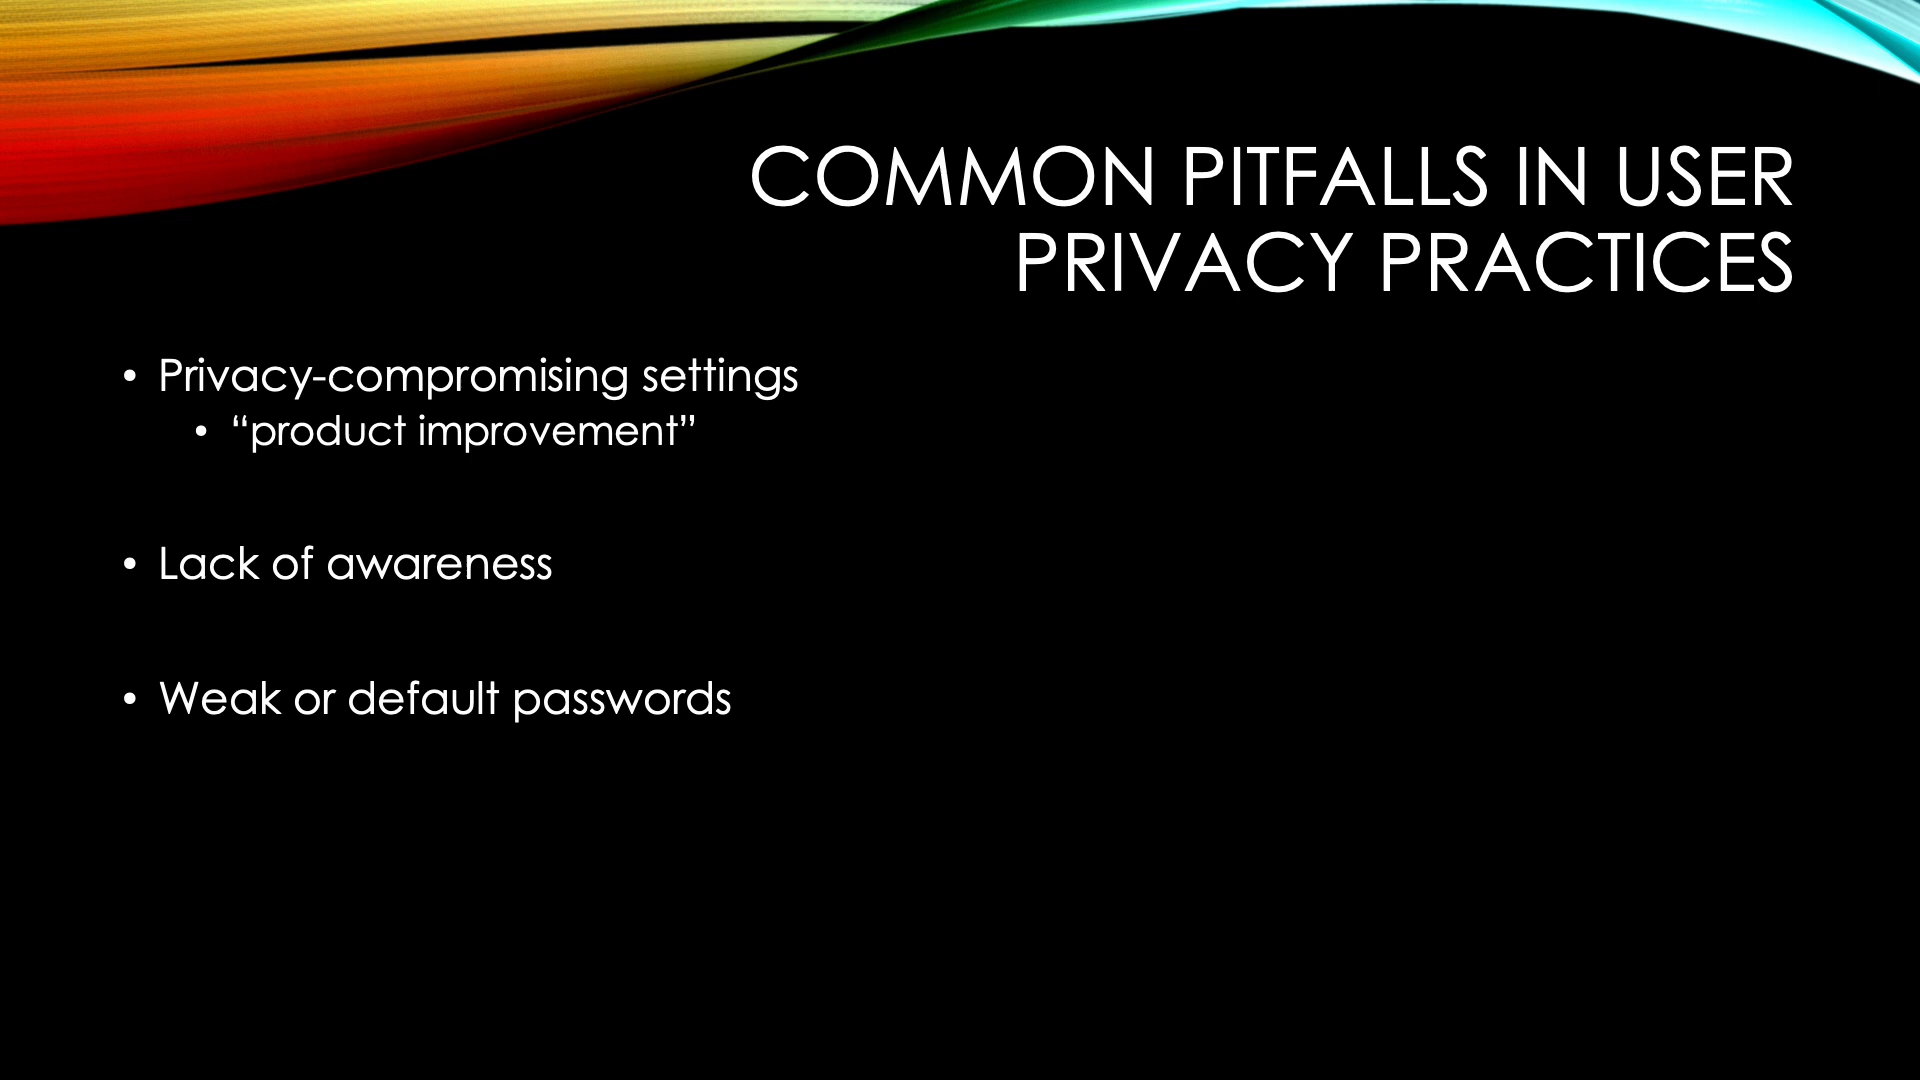 COMMON PITFALLS IN USER
PRIVACY PRACTICES
• Privacy-compromising settings
• “product improvement”
• Lack of awareness
• Weak or default passwords